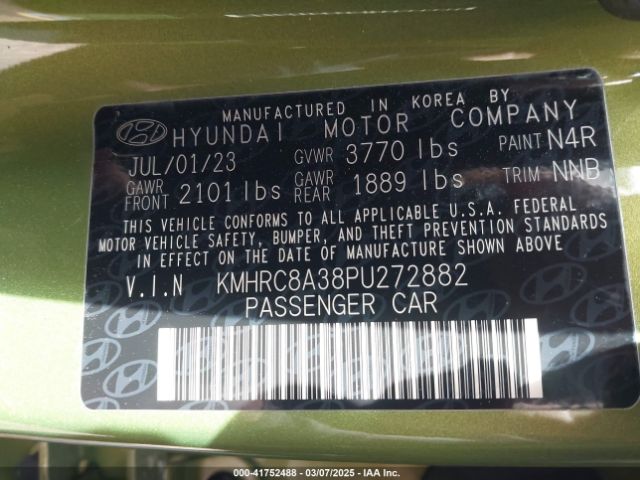 MANUFACTURED IN KOREA BY
HYUNDAI MOTOR COMPANY
JUL/01/23 GVWR 3770 lbs PAINT N4R
GAWR FRONT 2101 lbs GAWR REAR 1889 lbs TRIM NNB
THIS VEHICLE CONFORMS TO ALL APPLICABLE U.S.A. FEDERAL
MOTOR VEHICLE SAFETY, BUMPER, AND THEFT PREVENTION STANDARDS
IN EFFECT ON THE DATE OF MANUFACTURE SHOWN ABOVE
V.I.N KMHRC8A38PU272882
PASSENGER CAR
000-41752488 - 03/07/2025 - IAA Inc.